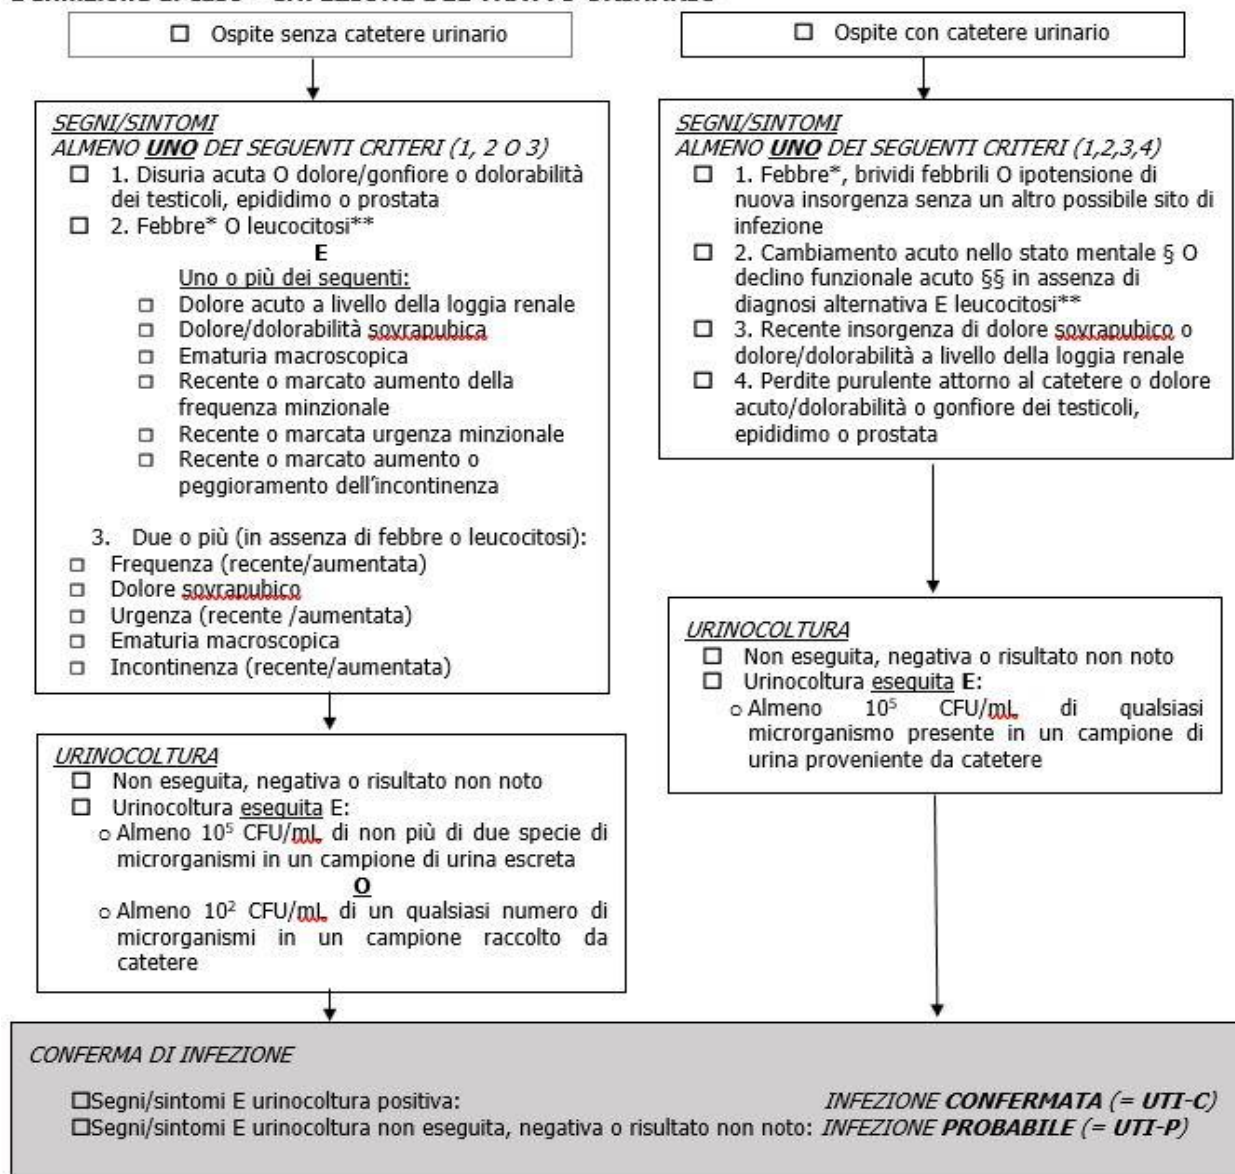 ☐ Ospite senza catetere urinario
SEGNI/SINTOMI
ALMENO UNO DEI SEGUENTI CRITERI (1, 2 O 3)
☐ 1. Disuria acuta O dolore/gonfiore o dolorabilità
dei testicoli, epididimo o prostata
☐ 2. Febbre* O leucocitosi**
E
Uno o più dei seguenti:
☐ Dolore acuto a livello della loggia renale
☐ Dolore/dolorabilità sovrapubica
☐ Ematuria macroscopica
☐ Recente o marcato aumento della
frequenza minzionale
☐ Recente o marcata urgenza minzionale
☐ Recente o marcato aumento o
peggioramento dell'incontinenza
3. Due o più (in assenza di febbre o leucocitosi):
☐ Frequenza (recente/aumentata)
☐ Dolore sovrapubico
☐ Urgenza (recente /aumentata)
☐ Ematuria macroscopica
☐ Incontinenza (recente/aumentata)
URINOCOLTURA
☐ Non eseguita, negativa o risultato non noto
☐ Urinocoltura eseguita E:
o Almeno 10⁵ CFU/mL di non più di due specie di
microrganismi in un campione di urina escreta
O
o Almeno 10² CFU/mL di un qualsiasi numero di
microrganismi in un campione raccolto da
catetere
☐ Ospite con catetere urinario
SEGNI/SINTOMI
ALMENO UNO DEI SEGUENTI CRITERI (1,2,3,4)
☐ 1. Febbre*, brividi febbrili O ipotensione di
nuova insorgenza senza un altro possibile sito di
infezione
☐ 2. Cambiamento acuto nello stato mentale § O
declino funzionale acuto §§ in assenza di
diagnosi alternativa E leucocitosi**
☐ 3. Recente insorgenza di dolore sovrapubico o
dolore/dolorabilità a livello della loggia renale
☐ 4. Perdite purulente attorno al catetere o dolore
acuto/dolorabilità o gonfiore dei testicoli,
epididimo o prostata
URINOCOLTURA
☐ Non eseguita, negativa o risultato non noto
☐ Urinocoltura eseguita E:
o Almeno 10⁵ CFU/mL di qualsiasi
microrganismo presente in un campione di
urina proveniente da catetere
CONFERMA DI INFEZIONE
☐Segni/sintomi E urinocoltura positiva: INFEZIONE CONFERMATA (= UTI-C)
☐Segni/sintomi E urinocoltura non eseguita, negativa o risultato non noto: INFEZIONE PROBABILE (= UTI-P)